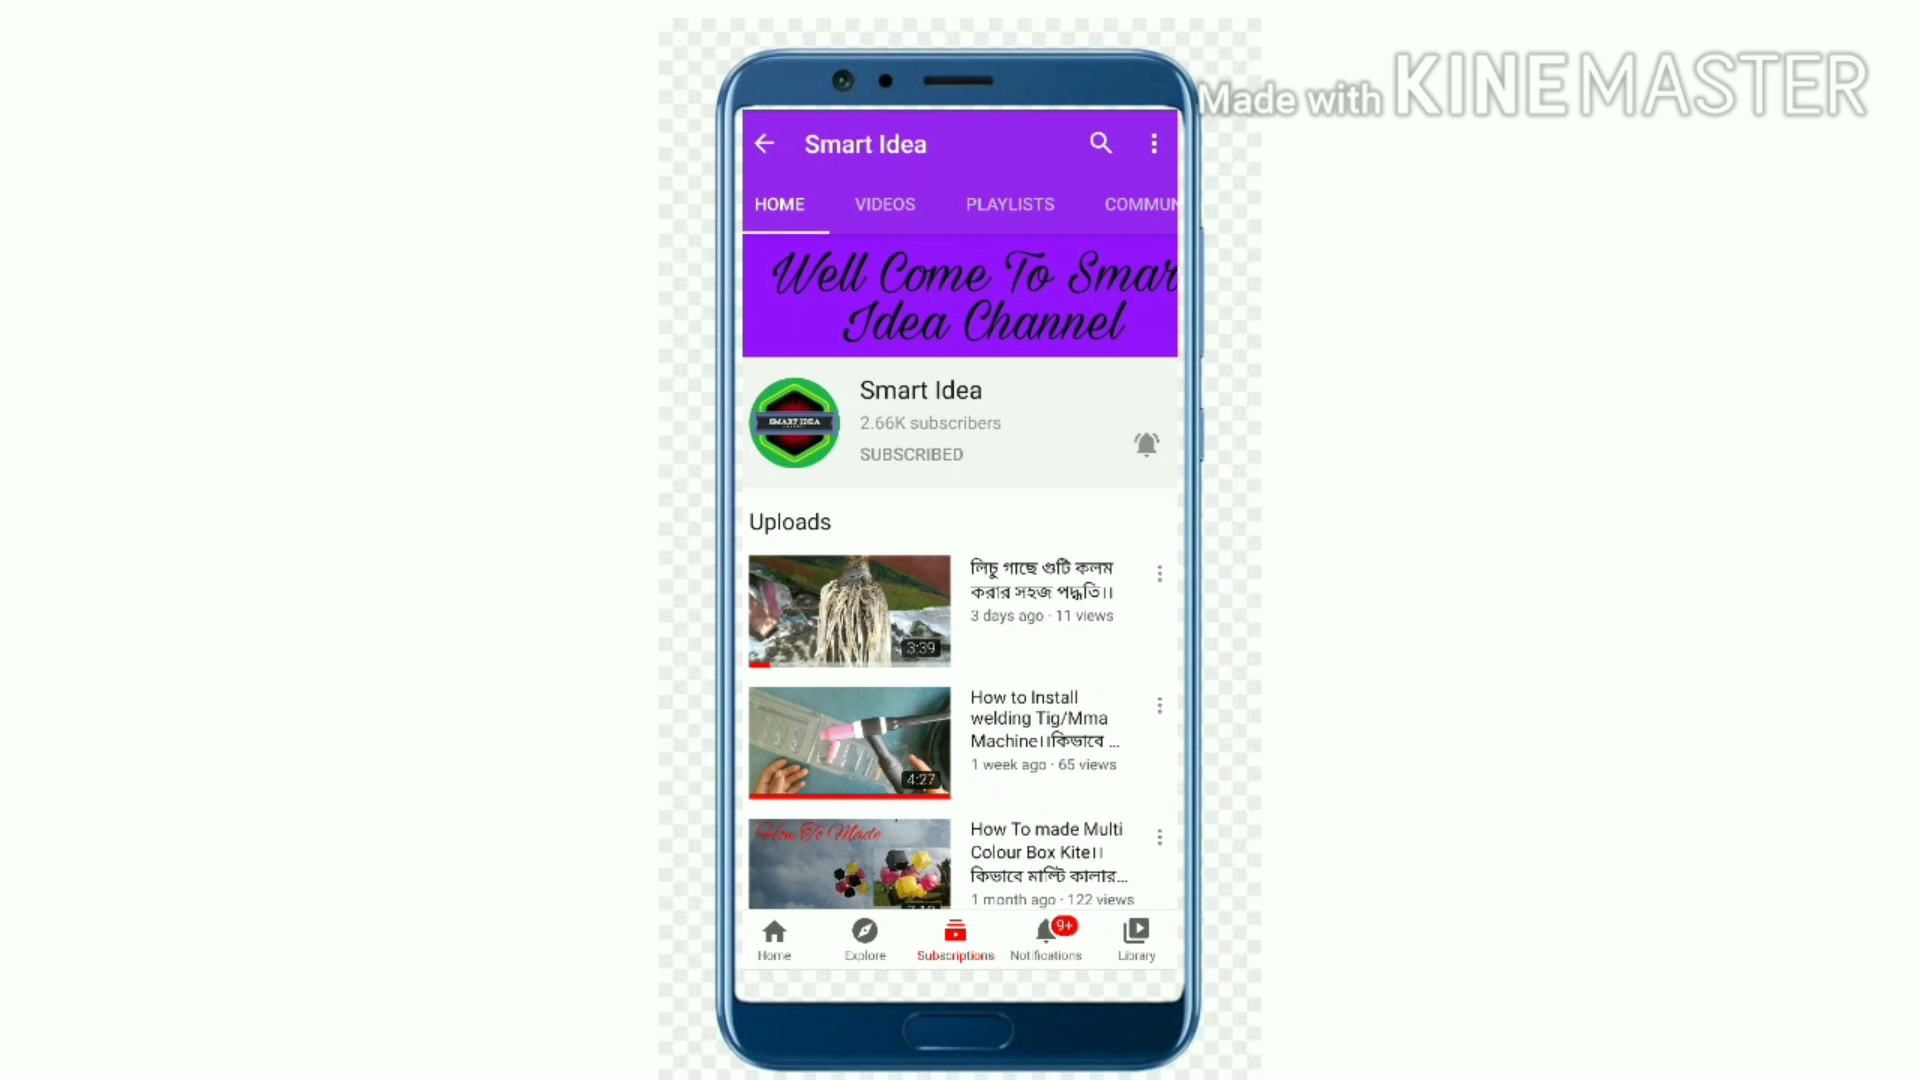 Made with KINEMASTER
Smart Idea
HOME VIDEOS PLAYLISTS COMMUN
Well Come To Smar
Idea Channel
SMART IDEA
Smart Idea
2.66K subscribers
SUBSCRIBED
Uploads
লিচু গাছে গুটি কলম
করার সহজ পদ্ধতি।।
3 days ago · 11 views
3:39
How to Install
welding Tig/Mma
Machine।।কিভাবে ...
1 week ago · 65 views
4:27
How To Made
How To made Multi
Colour Box Kite।।
কিভাবে মাল্টি কালার...
1 month ago · 122 views
9+
Home Explore Subscriptions Notifications Library